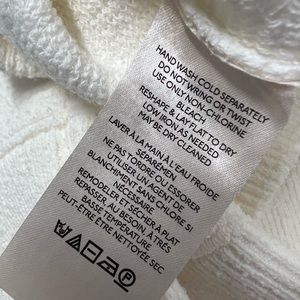 HAND WASH COLD SEPARATELY
DO NOT WRING OR TWIST
USE ONLY NON-CHLORINE
BLEACH
RESHAPE & LAY FLAT TO DRY
LOW IRON AS NEEDED
MAY BE DRY CLEANED
LAVER À LA MAIN À L'EAU FROIDE
SÉPARÉMENT
NE PAS TORDRE OU ESSORER
UTILISER UN AGENT DE
BLANCHIMENT SANS CHLORE SI
NÉCESSAIRE
REMODELER ET SÉCHER À PLAT
REPASSER, AU BESOIN, À TRÈS
BASSE TEMPÉRATURE
PEUT-ÊTRE ÊTRE NETTOYÉE SEC
P